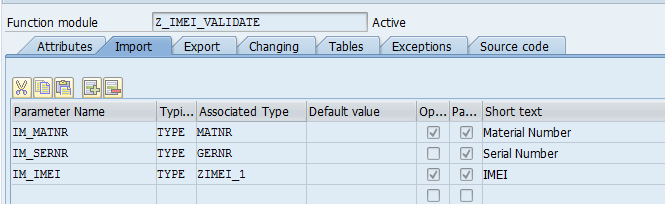 Function module Z_IMEI_VALIDATE Active
Attributes Import Export Changing Tables Exceptions Source code
Parameter Name Typi... Associated Type Default value Op... Pa... Short text
IM_MATNR TYPE MATNR Material Number
IM_SERNR TYPE GERNR Serial Number
IM_IMEI TYPE ZIMEI_1 IMEI